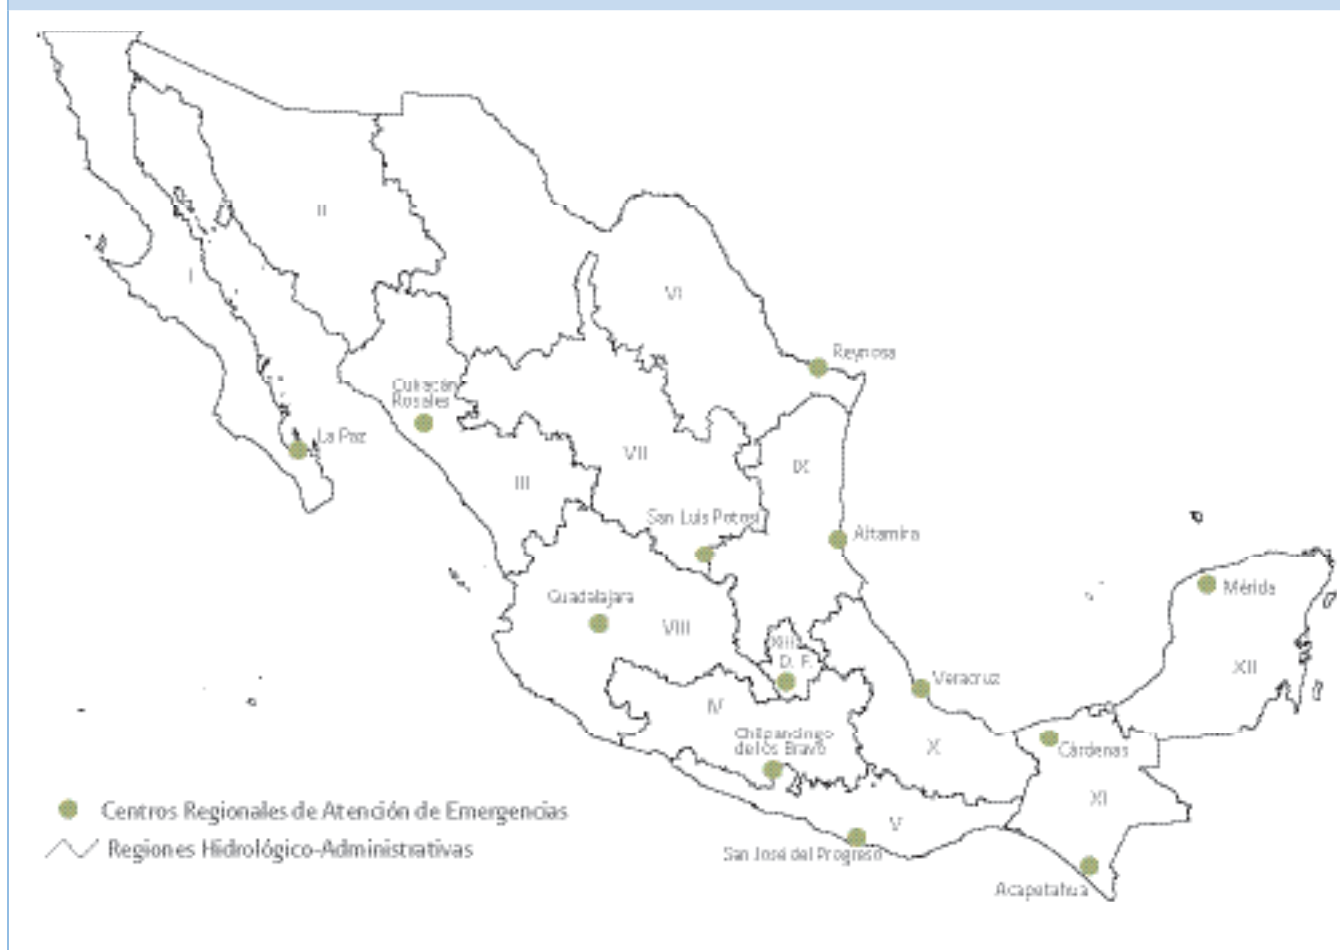 II
I
VI
Reynosa
Culiacán
Rosales
La Paz
VII
IX
III
San Luis Potosí
Altamira
Guadalajara
Mérida
VIII
XIII
D. F.
XII
Veracruz
IV
Chilpancingo
de los Bravo
X
Cárdenas
XI
Centros Regionales de Atención de Emergencias
V
Regiones Hidrológico-Administrativas
San José del Progreso
Acapetahua